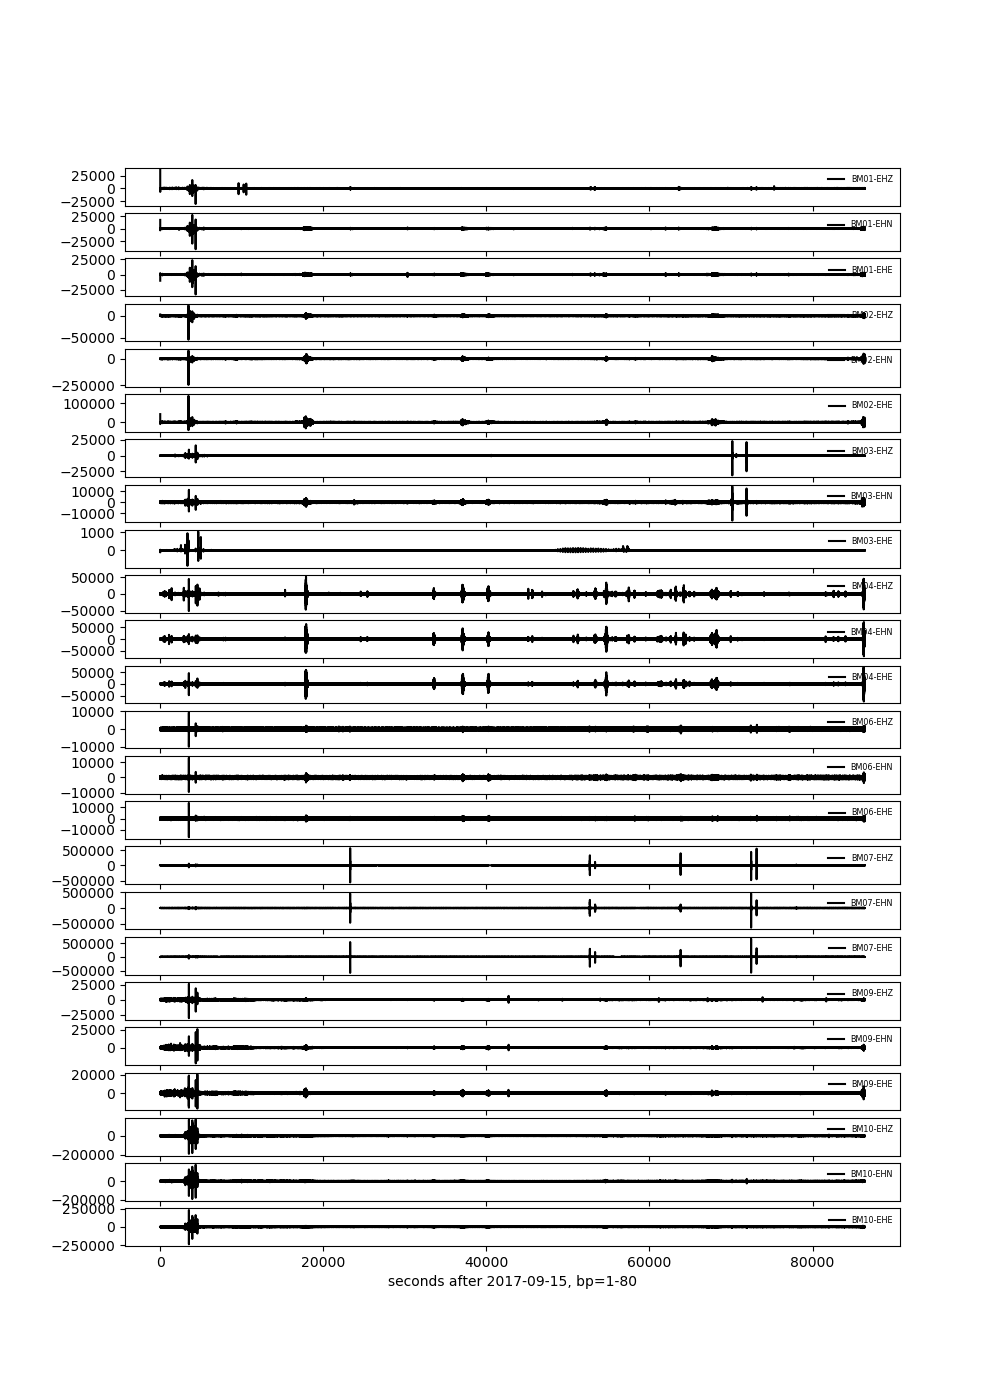 25000
0
−25000
BM01-EHZ
25000
0
−25000
BM01-EHN
25000
0
−25000
BM01-EHE
0
−50000
BM02-EHZ
0
−250000
BM02-EHN
100000
0
BM02-EHE
25000
0
−25000
BM03-EHZ
10000
0
−10000
BM03-EHN
1000
0
BM03-EHE
50000
0
−50000
BM04-EHZ
50000
0
−50000
BM04-EHN
50000
0
−50000
BM04-EHE
10000
0
−10000
BM06-EHZ
10000
0
−10000
BM06-EHN
10000
0
−10000
BM06-EHE
500000
0
−500000
BM07-EHZ
500000
0
−500000
BM07-EHN
500000
0
−500000
BM07-EHE
25000
0
−25000
BM09-EHZ
25000
0
BM09-EHN
20000
0
BM09-EHE
0
−200000
BM10-EHZ
0
−200000
BM10-EHN
250000
0
−250000
BM10-EHE
0 20000 40000 60000 80000
seconds after 2017-09-15, bp=1-80